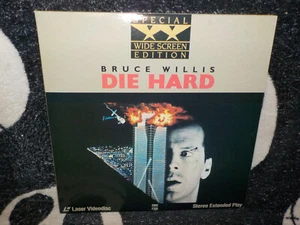 SPECIAL
WIDE SCREEN
EDITION
BRUCE WILLIS
DIE HARD
Laser Videodisc
Stereo Extended Play